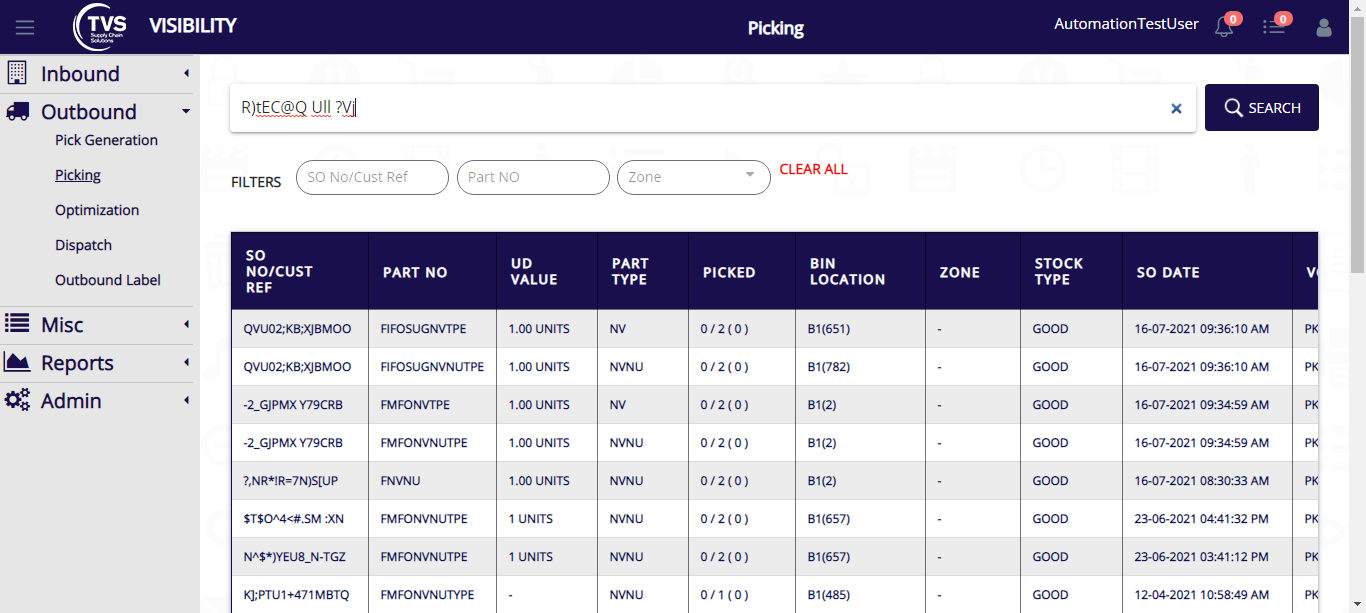 TVS
Supply Chain
Solutions
VISIBILITY
Picking
AutomationTestUser
0
0
Inbound
Outbound
Pick Generation
Picking
Optimization
Dispatch
Outbound Label
Misc
Reports
Admin
R)tEC@Q Ull ?Vj
×
SEARCH
FILTERS
SO No/Cust Ref
Part NO
Zone
CLEAR ALL
SO NO/CUST REF PART NO UD VALUE PART TYPE PICKED BIN LOCATION ZONE STOCK TYPE SO DATE
QVU02;KB;XJBMOO FIFOSUGNVTPE 1.00 UNITS NV 0 / 2 ( 0 ) B1(651) - GOOD 16-07-2021 09:36:10 AM PK
QVU02;KB;XJBMOO FIFOSUGNVNUTPE 1.00 UNITS NVNU 0 / 2 ( 0 ) B1(782) - GOOD 16-07-2021 09:36:10 AM PK
-2_GJPMX Y79CRB FMFONVTPE 1.00 UNITS NV 0 / 2 ( 0 ) B1(2) - GOOD 16-07-2021 09:34:59 AM PK
-2_GJPMX Y79CRB FMFONVNUTPE 1.00 UNITS NVNU 0 / 2 ( 0 ) B1(2) - GOOD 16-07-2021 09:34:59 AM PK
?,NR*!R=7N)S[UP FNVNU 1.00 UNITS NVNU 0 / 2 ( 0 ) B1(2) - GOOD 16-07-2021 08:30:33 AM PK
$T$O^4<#.SM :XN FMFONVNUTPE 1 UNITS NVNU 0 / 2 ( 0 ) B1(657) - GOOD 23-06-2021 04:41:32 PM PK
N^$*)YEU8_N-TGZ FMFONVNUTPE 1 UNITS NVNU 0 / 2 ( 0 ) B1(657) - GOOD 23-06-2021 03:41:12 PM PK
K];PTU1+471MBTQ FMFONVNUTYPE - NVNU 0 / 1 ( 0 ) B1(485) - GOOD 12-04-2021 10:58:49 AM PK